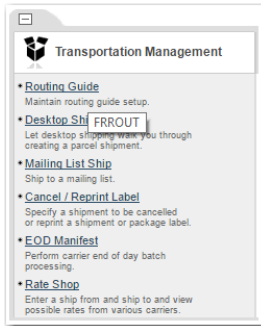 Transportation Management
Routing Guide
Maintain routing guide setup.
Desktop Shi
FRROUT
Let desktop shipping walk you through
creating a parcel shipment.
Mailing List Ship
Ship to a mailing list.
Cancel / Reprint Label
Specify a shipment to be cancelled
or reprint a shipment or package label.
EOD Manifest
Perform carrier end of day batch
processing.
Rate Shop
Enter a ship from and ship to and view
possible rates from various carriers.